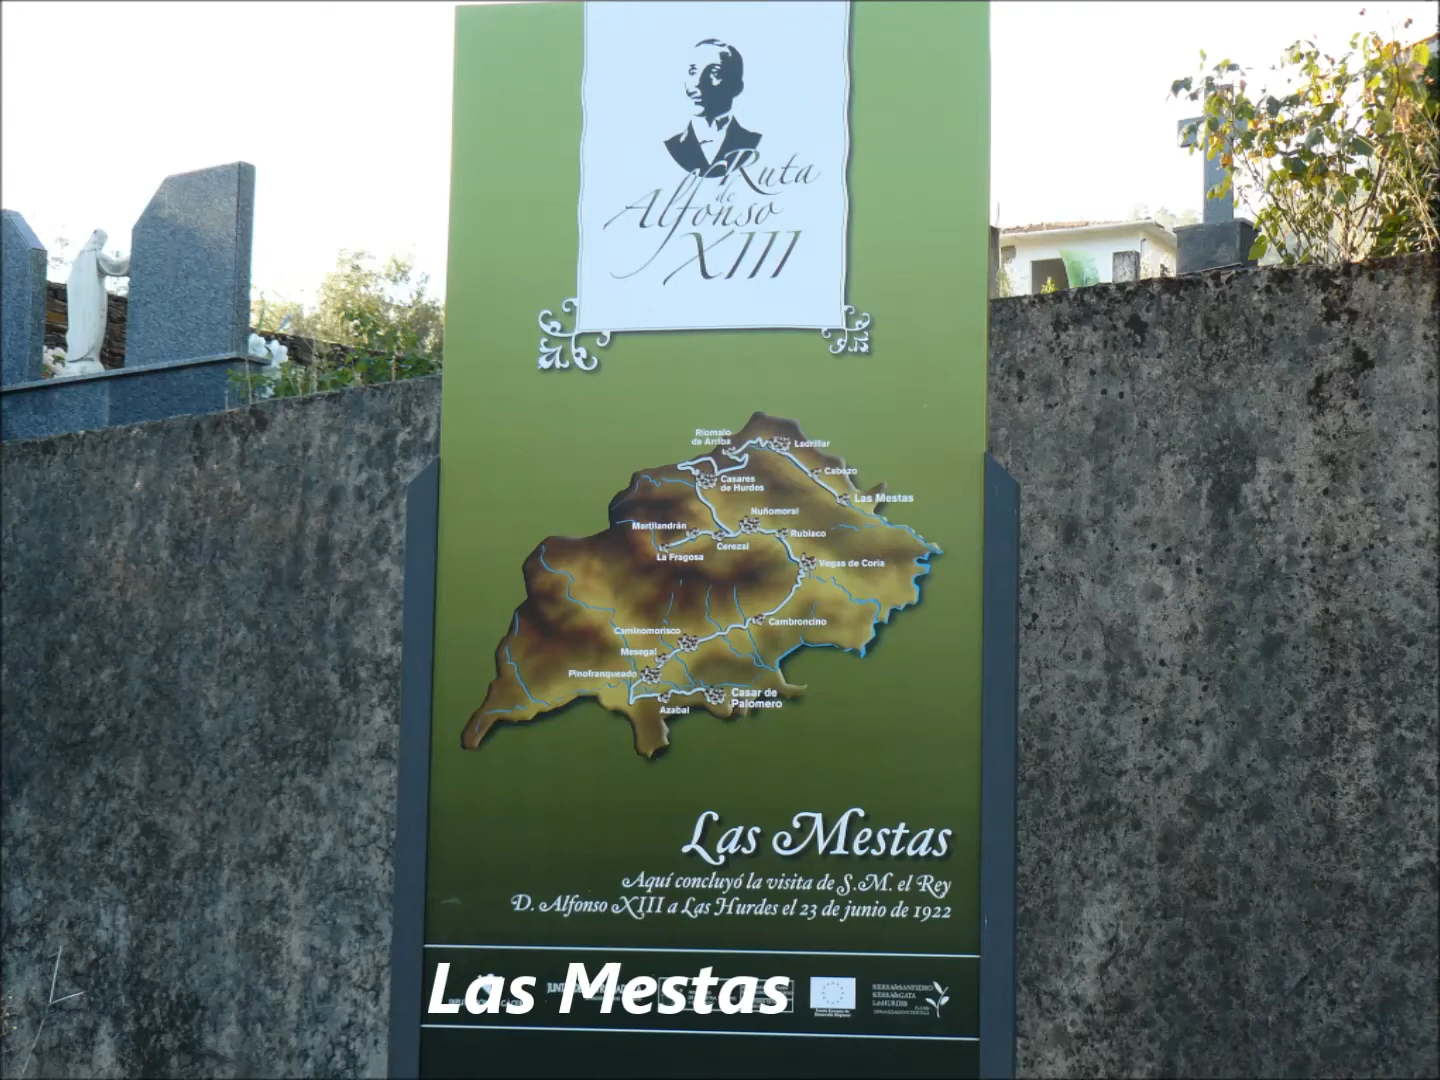 Ruta
de
Alfonso
XIII
Riomalo
de Arriba
Ladrillar
Cabezo
Casares
de Hurdes
Las Mestas
Nuñomoral
Martilandrán
Rubiaco
Cerezal
La Fragosa
Vegas de Coria
Cambroncino
Caminomorisco
Mesegal
Pinofranqueado
Casar de
Palomero
Azabal
Las Mestas
Aquí concluyó la visita de S.M. el Rey
D. Alfonso XIII a Las Hurdes el 23 de junio de 1922
Las Mestas